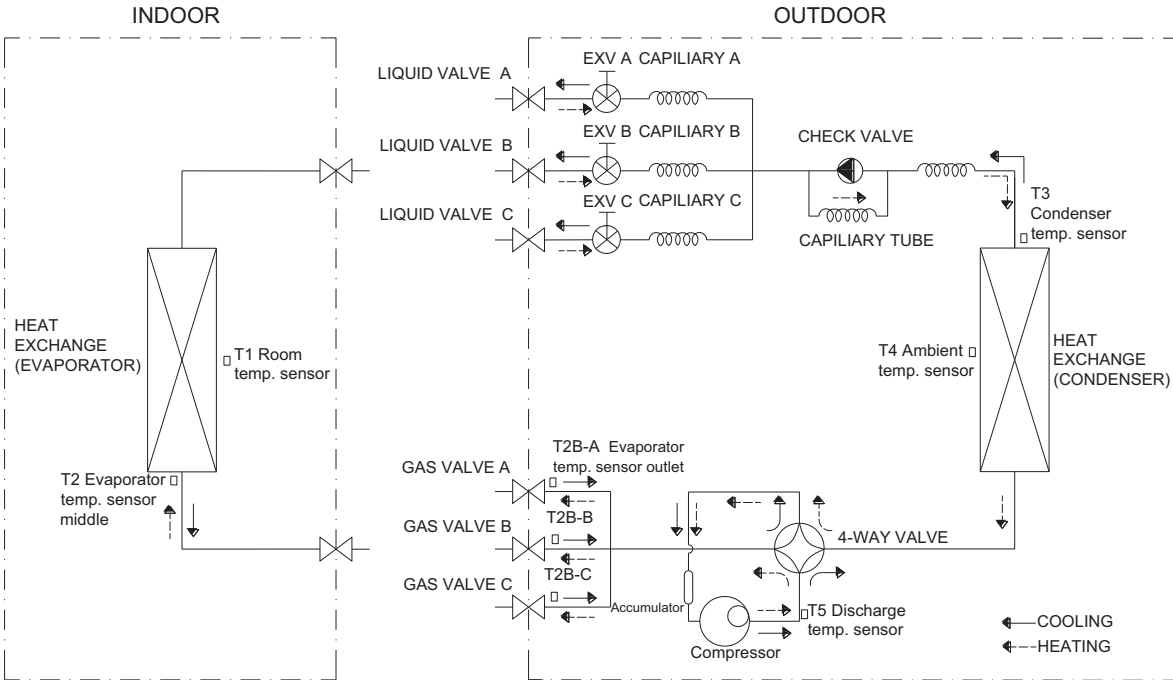 INDOOR
OUTDOOR
LIQUID VALVE A
EXV A CAPILIARY A
LIQUID VALVE B
EXV B CAPILIARY B
CHECK VALVE
LIQUID VALVE C
EXV C CAPILIARY C
CAPILIARY TUBE
T3
Condenser
temp. sensor
HEAT
EXCHANGE
(EVAPORATOR)
T1 Room
temp. sensor
T4 Ambient
temp. sensor
HEAT
EXCHANGE
(CONDENSER)
T2 Evaporator
temp. sensor
middle
GAS VALVE A
T2B-A Evaporator
temp. sensor outlet
GAS VALVE B
T2B-B
4-WAY VALVE
GAS VALVE C
T2B-C
Accumulator
Compressor
T5 Discharge
temp. sensor
COOLING
HEATING